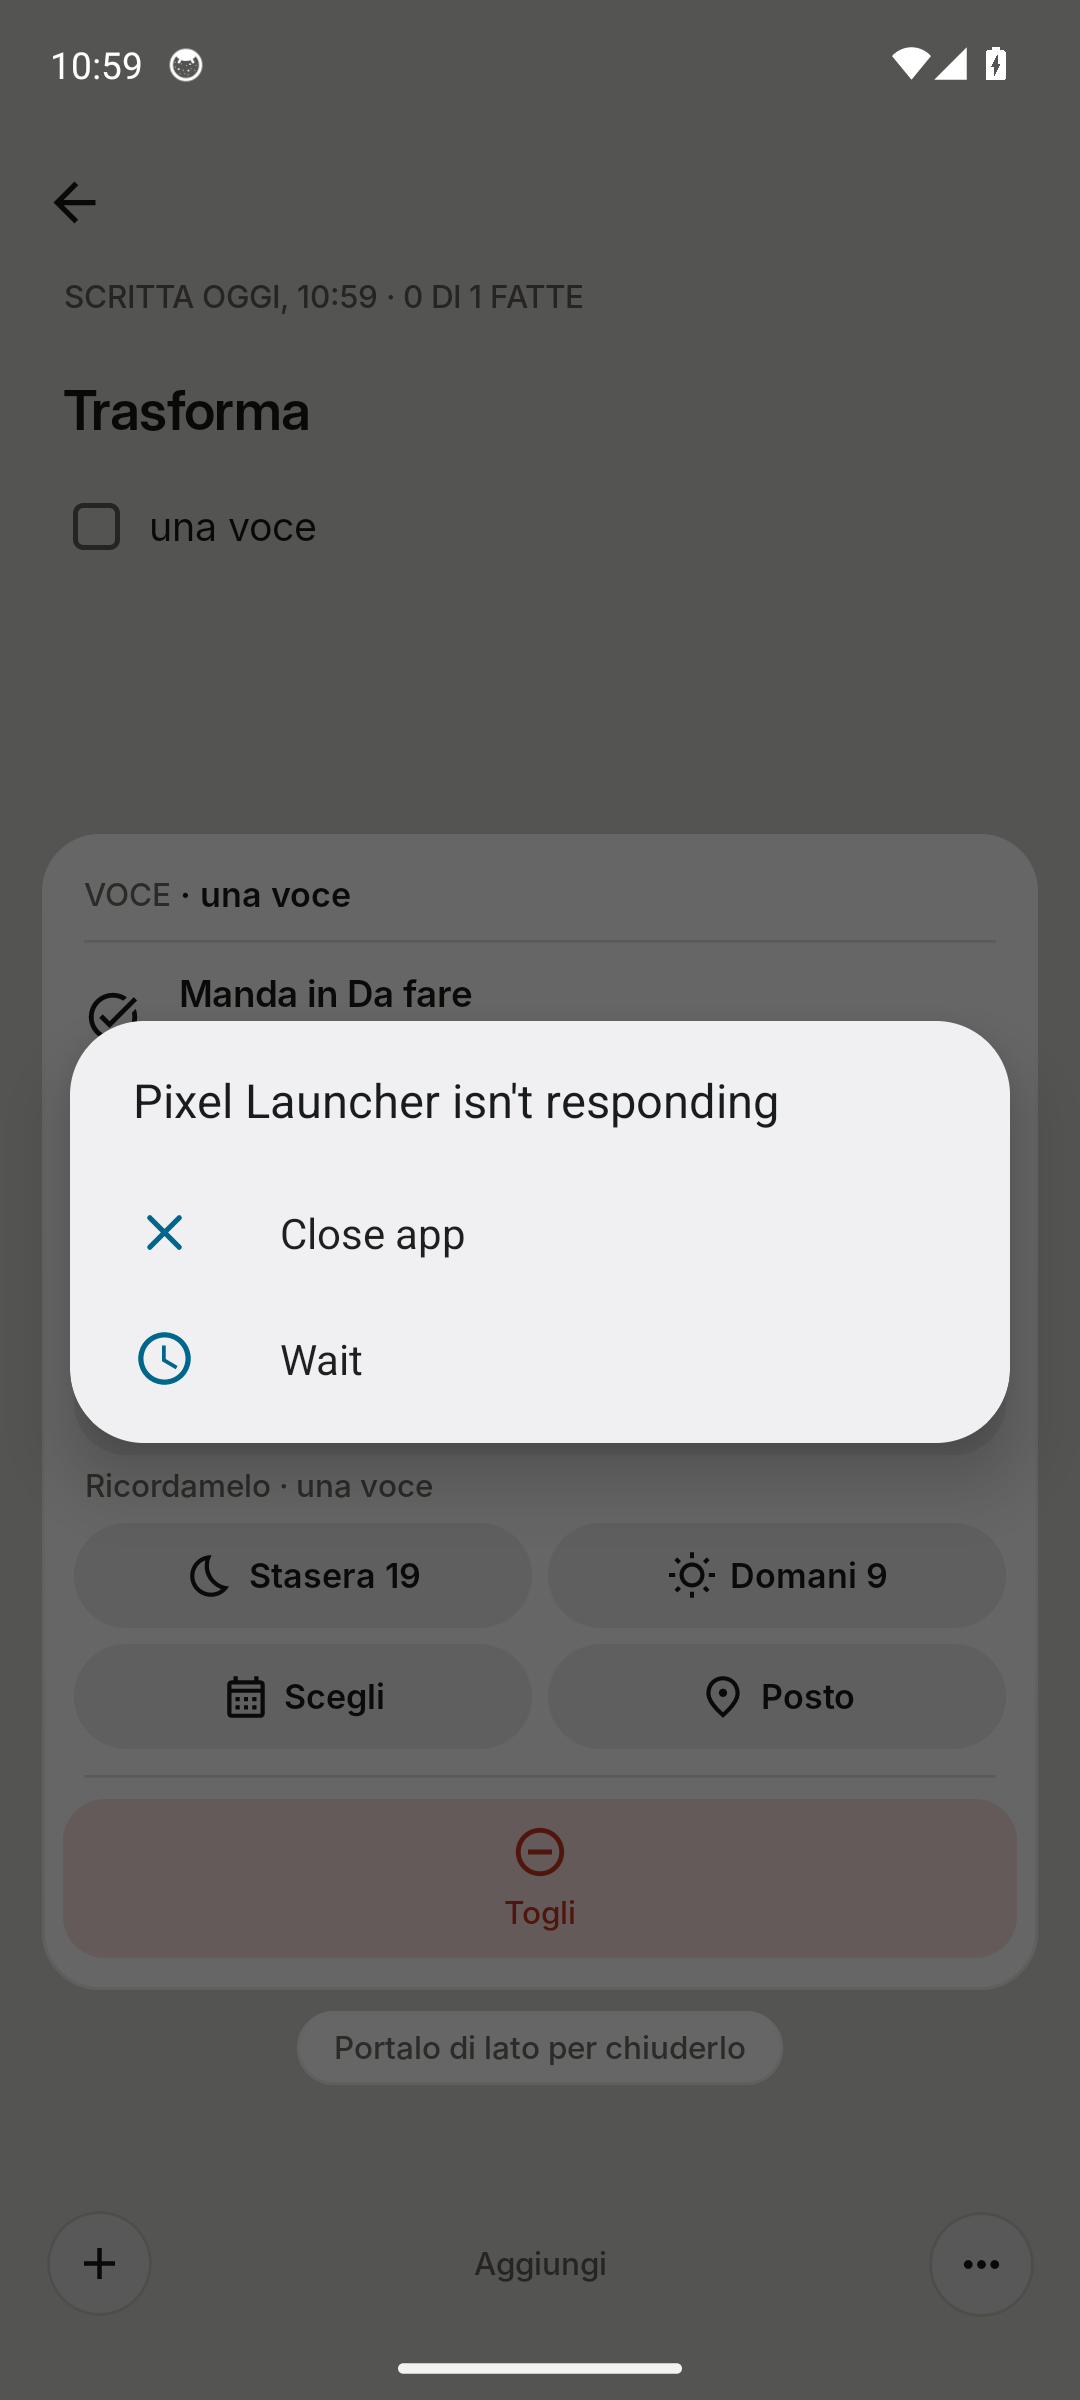 10:59
SCRITTA OGGI, 10:59 · 0 DI 1 FATTE
Trasforma
una voce
VOCE · una voce
Manda in Da fare
Pixel Launcher isn't responding
Close app
Wait
Ricordamelo · una voce
Stasera 19
Domani 9
Scegli
Posto
Togli
Portalo di lato per chiuderlo
Aggiungi